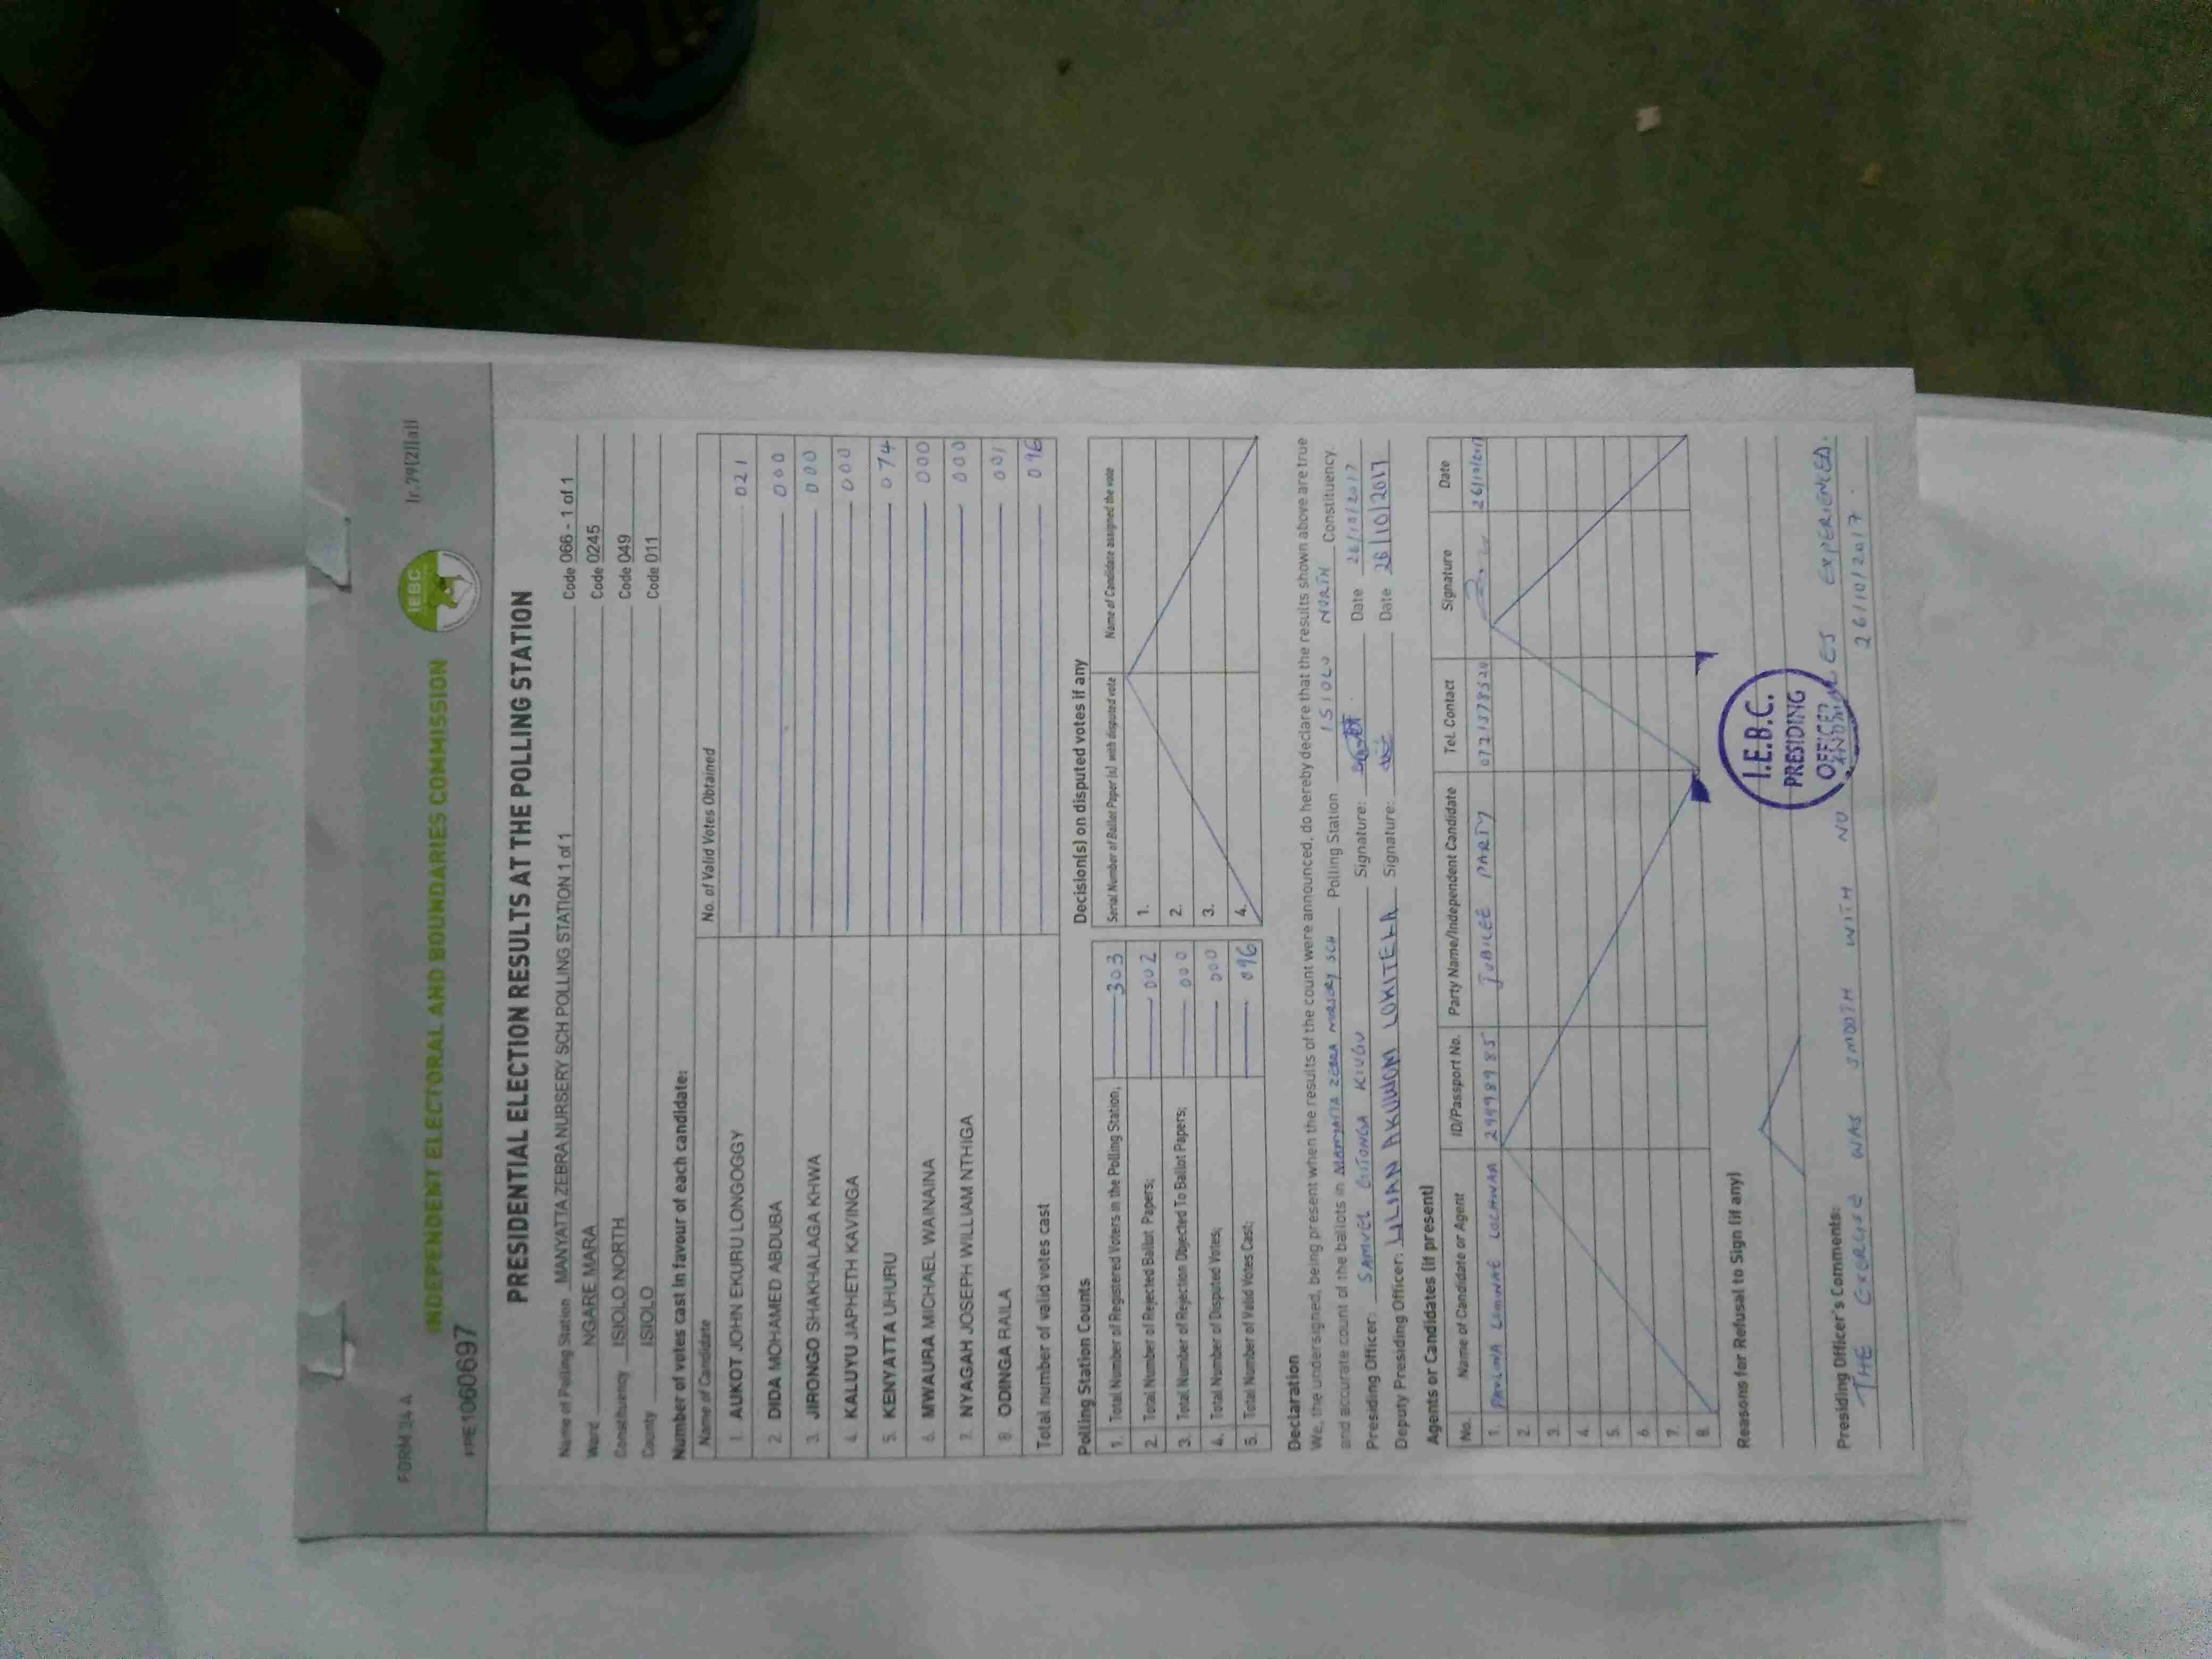 FORM 34 A
(r.79(2)(a))
IEBC
INDEPENDENT ELECTORAL AND BOUNDARIES COMMISSION
FPE1060697
PRESIDENTIAL ELECTION RESULTS AT THE POLLING STATION
Name of Polling Station MANYATTA ZEBRA NURSERY SCH POLLING STATION 1 of 1 Code 066 - 1 of 1
Ward NGARE MARA Code 0245
Constituency ISIOLO NORTH Code 049
County ISIOLO Code 011
Number of votes cast in favour of each candidate:
Name of Candidate No. of Valid Votes Obtained
1. AUKOT JOHN EKURU LONGOGGY 021
2. DIDA MOHAMED ABDUBA 000
3. JIRONGO SHAKHALAGA KHWA 000
4. KALUYU JAPHETH KAVINGA 000
5. KENYATTA UHURU 074
6. MWAURA MICHAEL WAINAINA 000
7. NYAGAH JOSEPH WILLIAM NTHIGA 000
8 ODINGA RAILA 001
Total number of valid votes cast 096
Polling Station Counts
1. Total Number of Registered Voters in the Polling Station; 303
2. Total Number of Rejected Ballot Papers; 002
3. Total Number of Rejection Objected To Ballot Papers; 000
4. Total Number of Disputed Votes; 000
5. Total Number of Valid Votes Cast; 096
Decision(s) on disputed votes if any
Serial Number of Ballot Paper (s) with disputed vote Name of Candidate assigned the vote
1.
2.
3.
4.
Declaration
We, the undersigned, being present when the results of the count were announced, do hereby declare that the results shown above are true
and accurate count of the ballots in MANYATTA ZEBRA NURSERY SCH Polling Station ISIOLO NORTH Constituency.
Presiding Officer: SAMUEL GITONGA KIUGU Signature: Date 26/10/2017
Deputy Presiding Officer: LILIAN AKUWOM LOKITELA Signature: Date 26/10/2017
Agents or Candidates (if present)
No. Name of Candidate or Agent ID/Passport No. Party Name/Independent Candidate Tel. Contact Signature Date
1. PAULINA 29998985 JUBILEE PARTY 26/10/2017
2.
3.
4.
5.
6.
7.
8.
Reasons for Refusal to Sign (if any)
I.E.B.C.
PRESIDING
OFFICER
Presiding Officer's Comments:
THE EXERCISE WAS SMOOTH WITH NO EXPERIENCED.
26/10/2017.